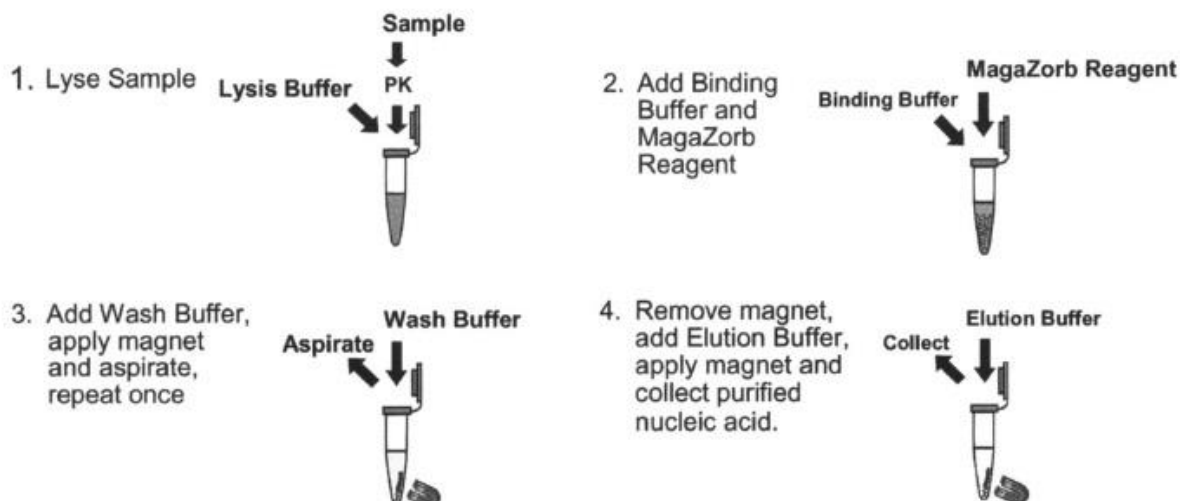 1. Lyse Sample
Sample
PK
Lysis Buffer
2. Add Binding
Buffer and
MagaZorb
Reagent
MagaZorb Reagent
Binding Buffer
3. Add Wash Buffer,
apply magnet
and aspirate,
repeat once
Wash Buffer
Aspirate
4. Remove magnet,
add Elution Buffer,
apply magnet and
collect purified
nucleic acid.
Elution Buffer
Collect